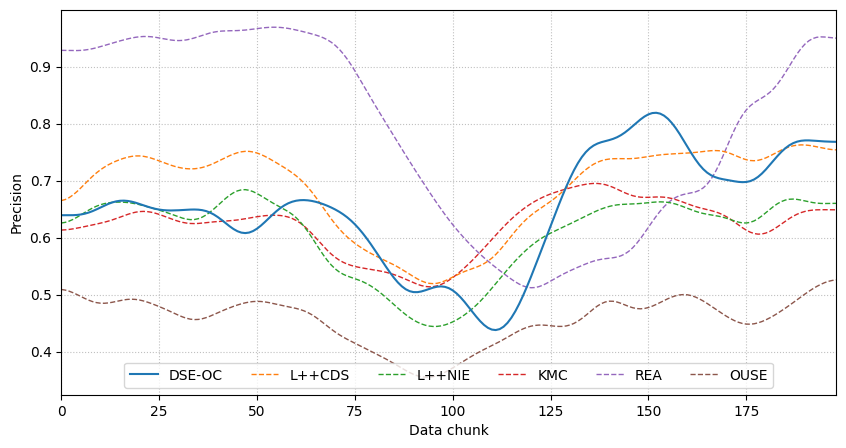 Precision
0.9
0.8
0.7
0.6
0.5
0.4
DSE-OC L++CDS L++NIE KMC REA OUSE
0 25 50 75 100 125 150 175
Data chunk